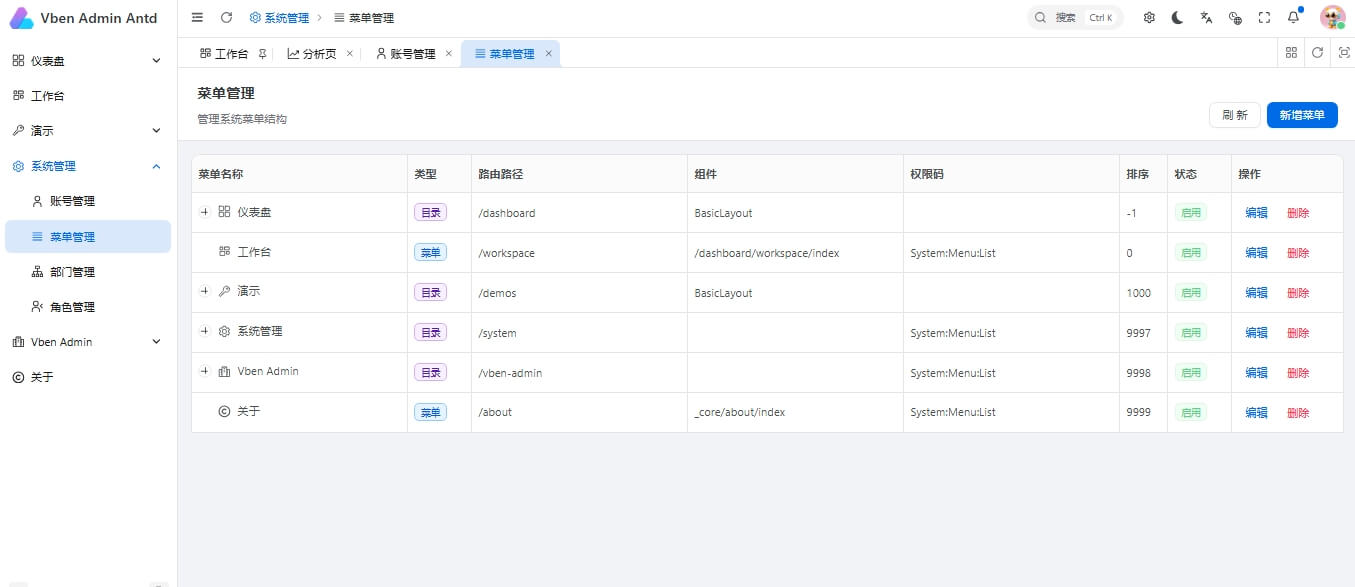 Vben Admin Antd
仪表盘
工作台
演示
系统管理
账号管理
菜单管理
部门管理
角色管理
Vben Admin
关于
系统管理 菜单管理
搜索 Ctrl K
工作台 分析页 账号管理 菜单管理
菜单管理
管理系统菜单结构
刷 新 新增菜单
菜单名称 类型 路由路径 组件 权限码 排序 状态 操作
仪表盘 目录 /dashboard BasicLayout -1 启用 编辑 删除
工作台 菜单 /workspace /dashboard/workspace/index System:Menu:List 0 启用 编辑 删除
演示 目录 /demos BasicLayout 1000 启用 编辑 删除
系统管理 目录 /system System:Menu:List 9997 启用 编辑 删除
Vben Admin 目录 /vben-admin System:Menu:List 9998 启用 编辑 删除
关于 菜单 /about _core/about/index System:Menu:List 9999 启用 编辑 删除